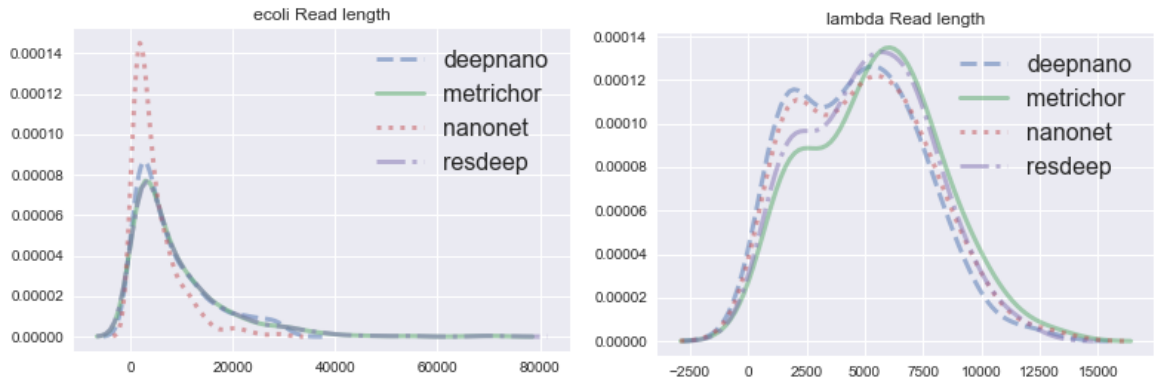 ecoli Read length
0.00014
0.00012
0.00010
0.00008
0.00006
0.00004
0.00002
0.00000
deepnano
metrichor
nanonet
resdeep
0 20000 40000 60000 80000
lambda Read length
0.00014
0.00012
0.00010
0.00008
0.00006
0.00004
0.00002
0.00000
deepnano
metrichor
nanonet
resdeep
−2500 0 2500 5000 7500 10000 12500 15000